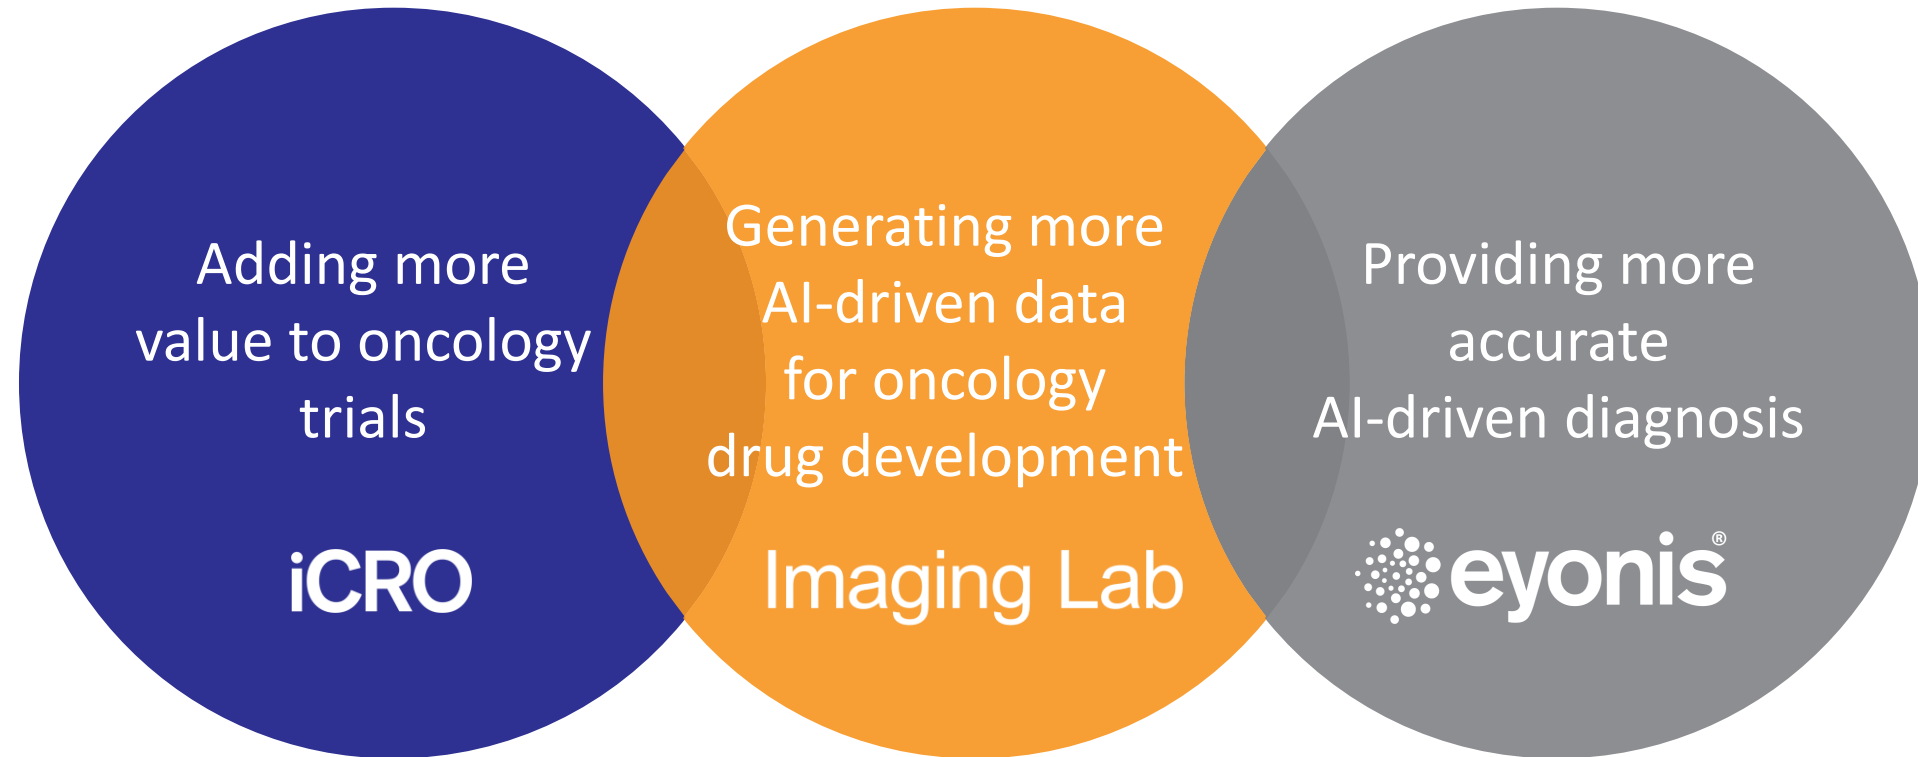 Adding more
value to oncology
trials
iCRO
Generating more
AI-driven data
for oncology
drug development
Imaging Lab
Providing more
accurate
AI-driven diagnosis
eyonis®